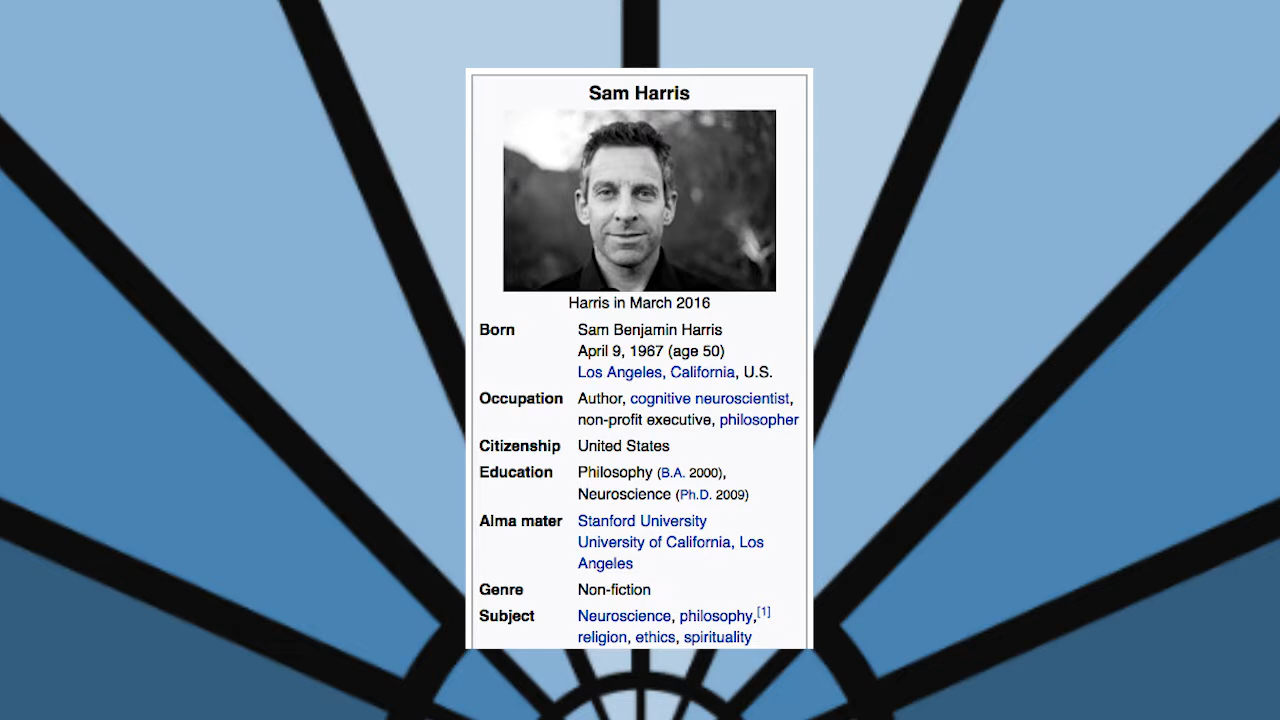 Sam Harris
Harris in March 2016
Born Sam Benjamin Harris
April 9, 1967 (age 50)
Los Angeles, California, U.S.
Occupation Author, cognitive neuroscientist,
non-profit executive, philosopher
Citizenship United States
Education Philosophy (B.A. 2000),
Neuroscience (Ph.D. 2009)
Alma mater Stanford University
University of California, Los
Angeles
Genre Non-fiction
Subject Neuroscience, philosophy,[1]
religion, ethics, spirituality